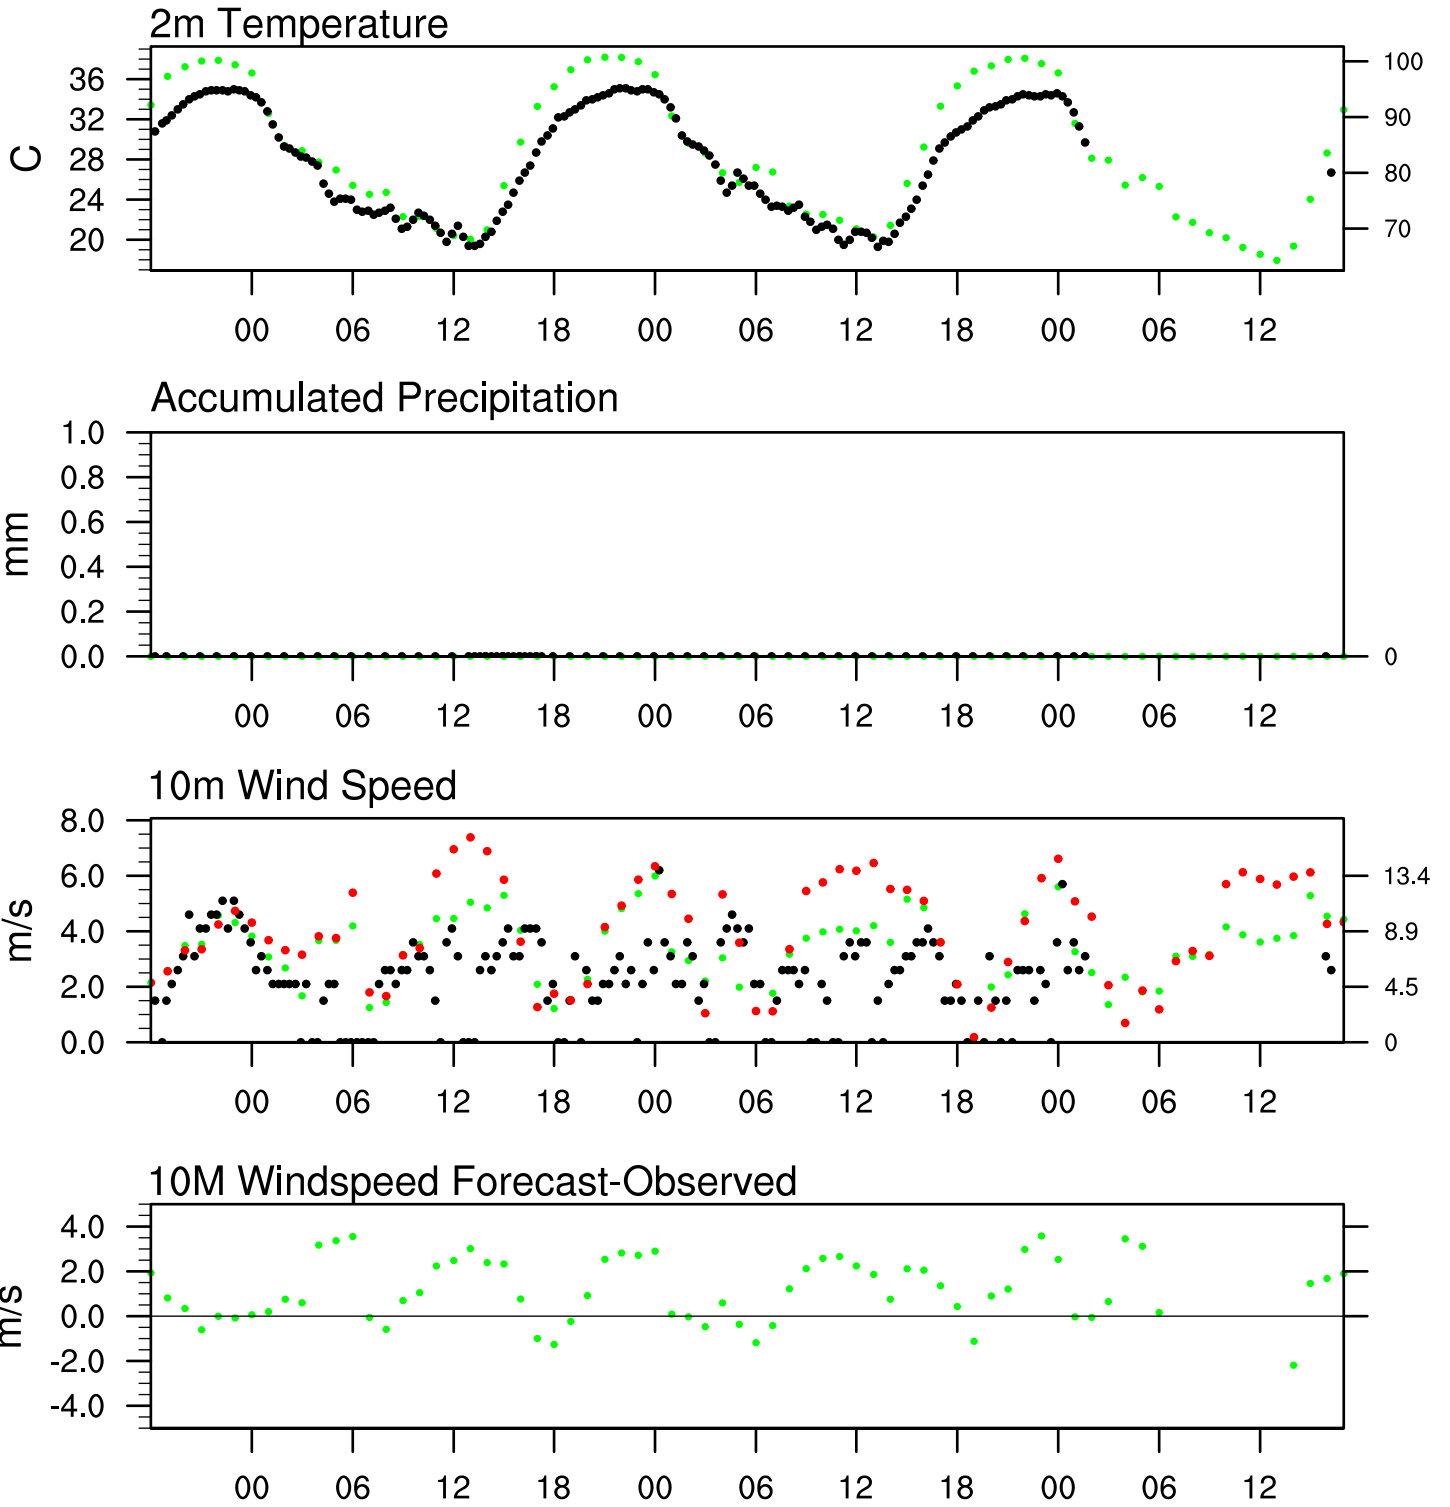 2m Temperature
C
36
32
28
24
20
100
90
80
70
00 06 12 18 00 06 12 18 00 06 12
Accumulated Precipitation
mm
1.0
0.8
0.6
0.4
0.2
0.0
0
00 06 12 18 00 06 12 18 00 06 12
10m Wind Speed
m/s
8.0
6.0
4.0
2.0
0.0
13.4
8.9
4.5
0
00 06 12 18 00 06 12 18 00 06 12
10M Windspeed Forecast-Observed
m/s
4.0
2.0
0.0
-2.0
-4.0
00 06 12 18 00 06 12 18 00 06 12